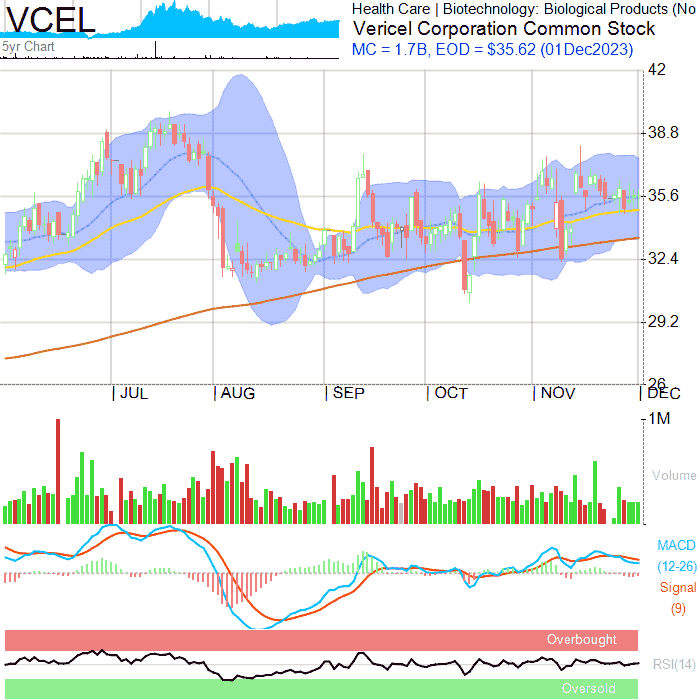 VCEL
5yr Chart
Health Care | Biotechnology: Biological Products (No
Vericel Corporation Common Stock
MC = 1.7B, EOD = $35.62 (01Dec2023)
42
38.8
35.6
32.4
29.2
26
| JUL | AUG | SEP | OCT | NOV | DEC
1M
Volume
MACD
(12-26)
Signal
(9)
Overbought
RSI(14)
Oversold